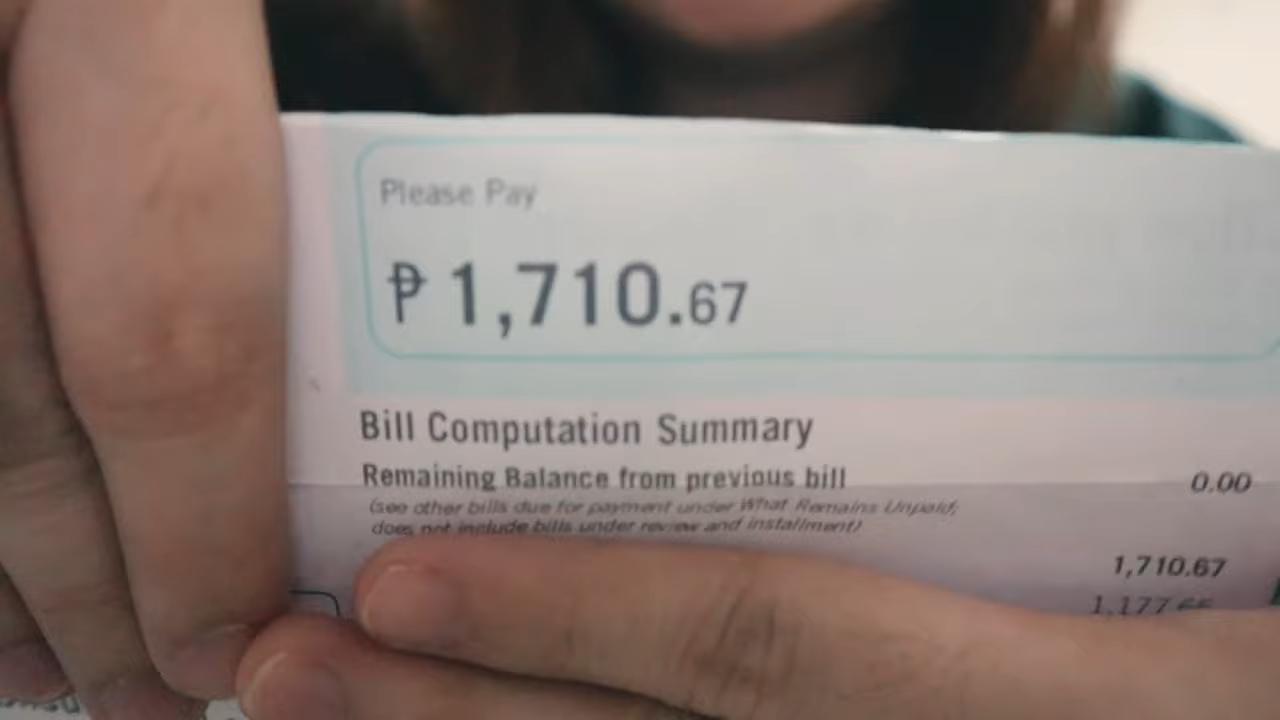 Please Pay
₱ 1,710.67
Bill Computation Summary
Remaining Balance from previous bill 0.00
(see other bills due for payment under What Remains Unpaid;
does not include bills under review and installment)
1,710.67